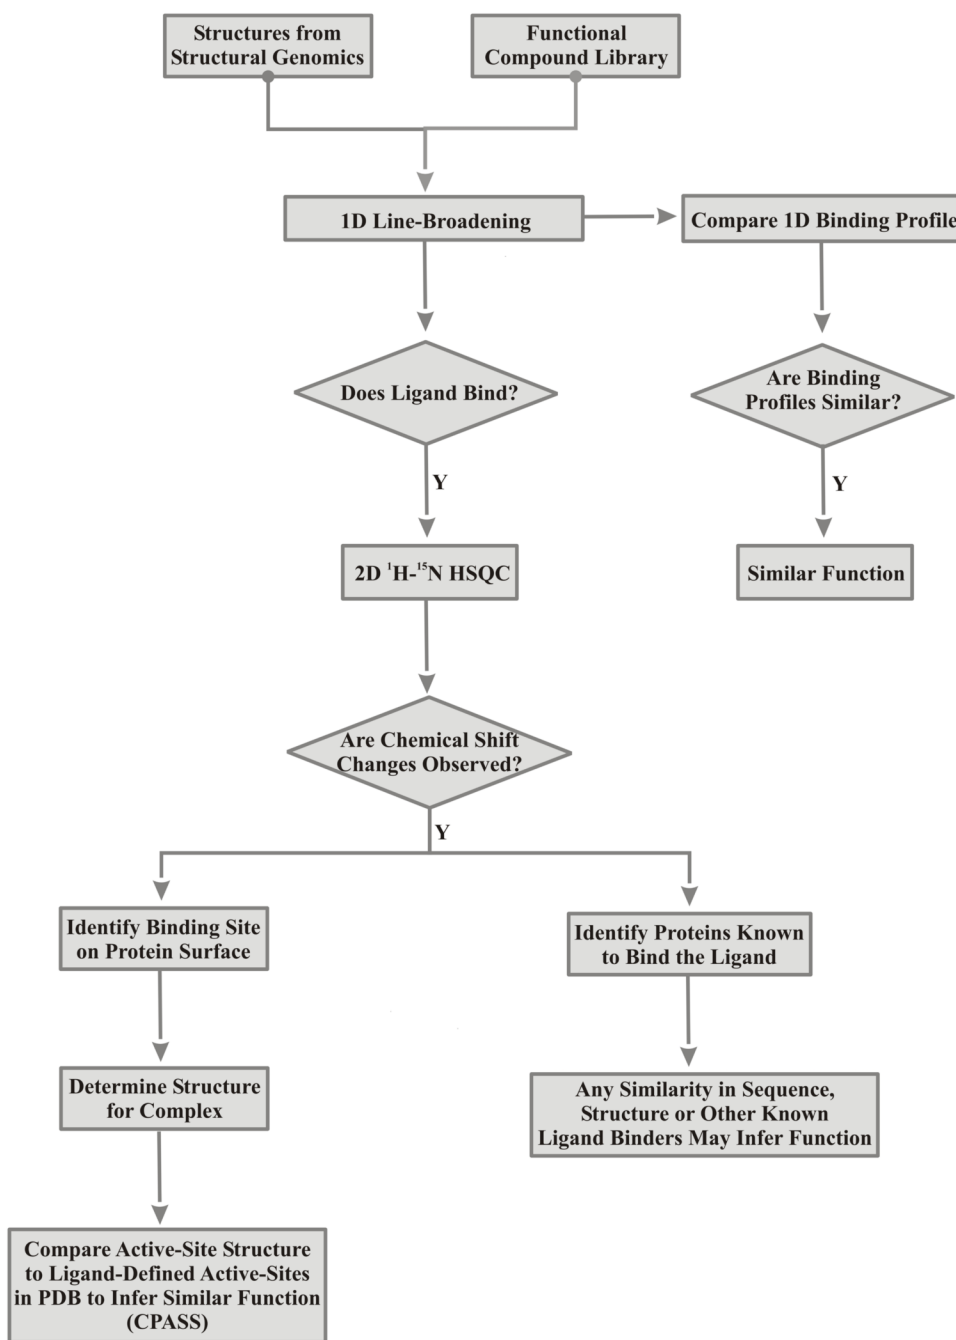 Structures from
Structural Genomics
Functional
Compound Library
1D Line-Broadening
Compare 1D Binding Profile
Does Ligand Bind?
Are Binding
Profiles Similar?
Y
Y
2D ¹H-¹⁵N HSQC
Similar Function
Are Chemical Shift
Changes Observed?
Y
Identify Binding Site
on Protein Surface
Identify Proteins Known
to Bind the Ligand
Determine Structure
for Complex
Any Similarity in Sequence,
Structure or Other Known
Ligand Binders May Infer Function
Compare Active-Site Structure
to Ligand-Defined Active-Sites
in PDB to Infer Similar Function
(CPASS)